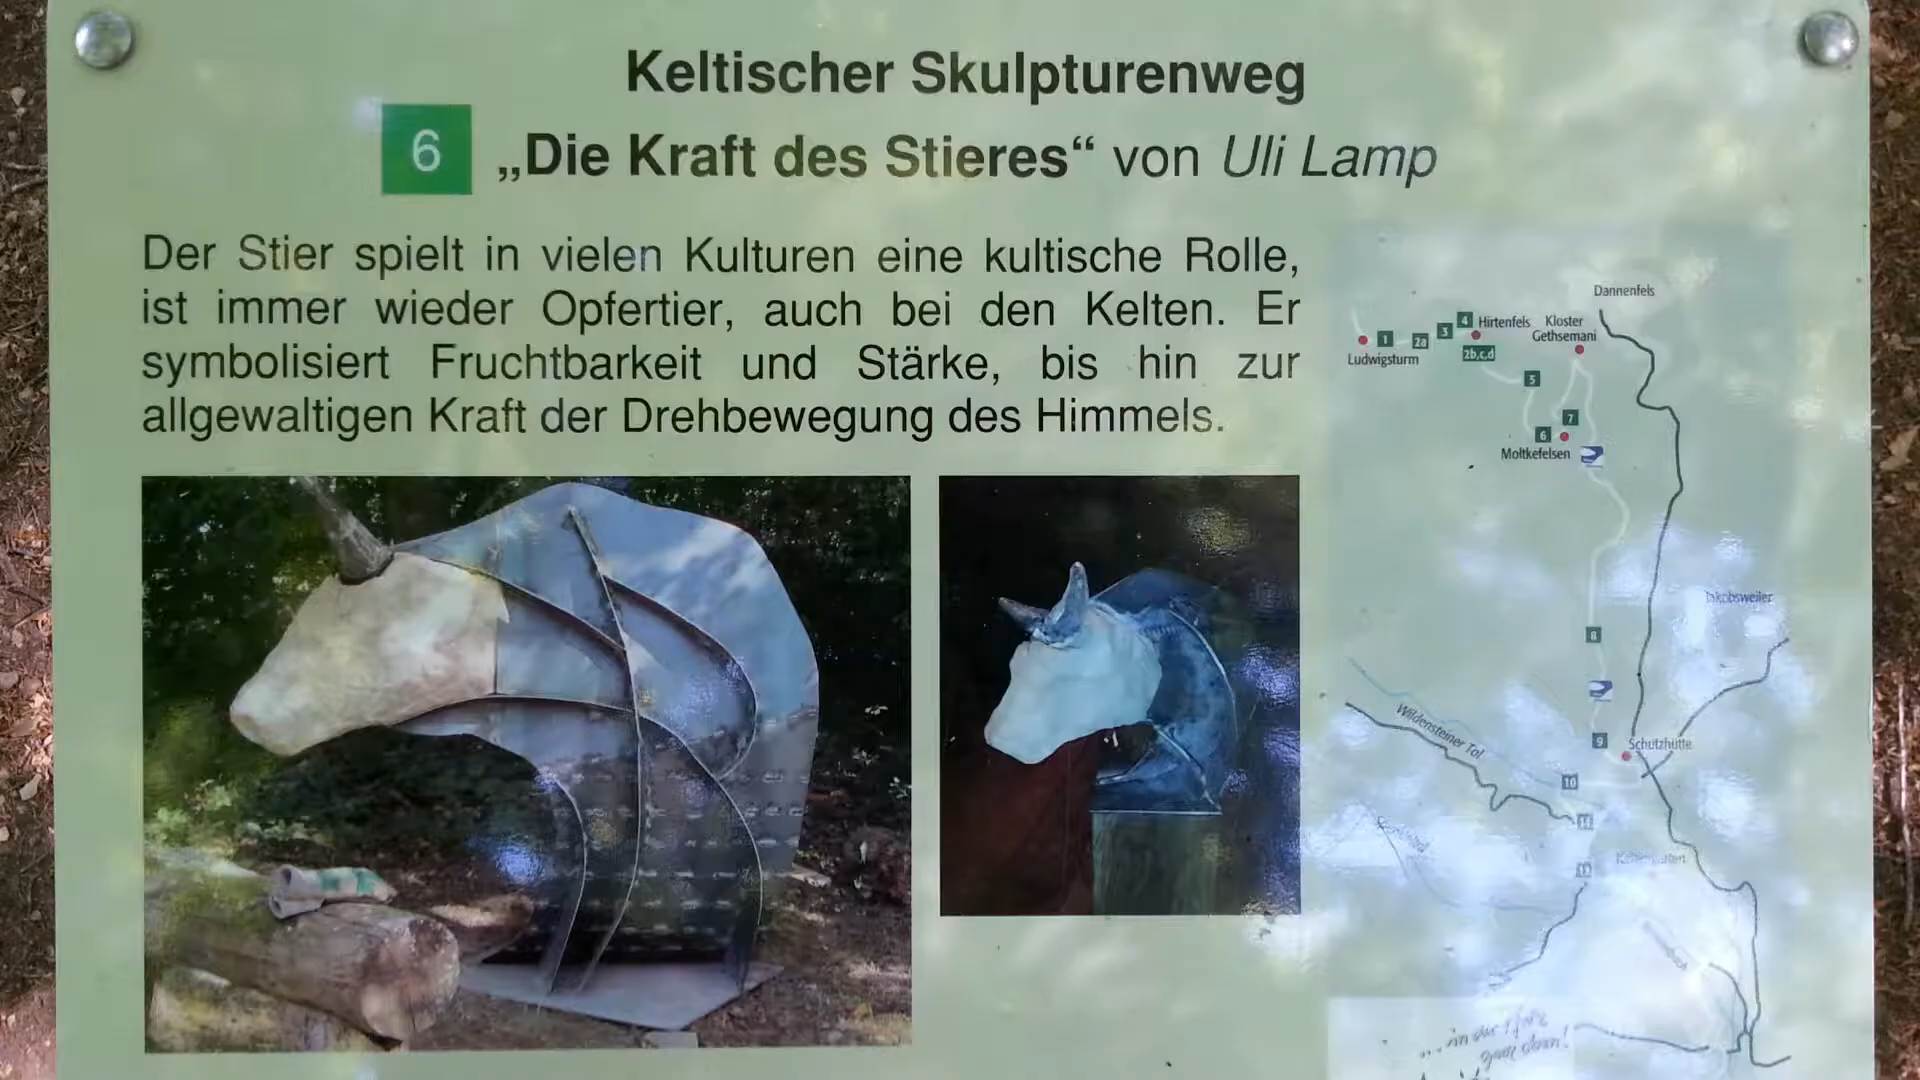 Keltischer Skulpturenweg
6 „Die Kraft des Stieres“ von Uli Lamp
Der Stier spielt in vielen Kulturen eine kultische Rolle,
ist immer wieder Opfertier, auch bei den Kelten. Er
symbolisiert Fruchtbarkeit und Stärke, bis hin zur
allgewaltigen Kraft der Drehbewegung des Himmels.
Dannenfels
4 Hirtenfels
Kloster
Gethsemani
1
2a
3
Ludwigsturm
2b,c,d
5
7
6
Moltkefelsen
Jakobsweiler
8
Wildensteiner Tal
9
Schutzhütte
10
11